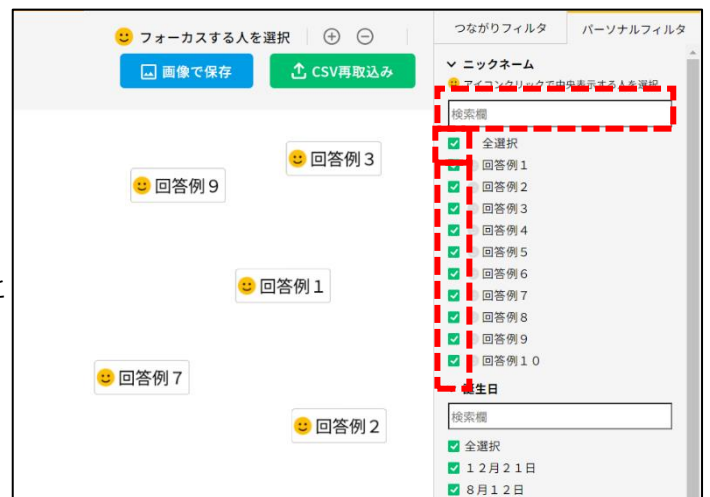 フォーカスする人を選択
つながりフィルタ
パーソナルフィルタ
画像で保存
CSV再取込み
ニックネーム
アイコンクリックで中央表示する人を選択
検索欄
全選択
回答例1
回答例2
回答例3
回答例4
回答例5
回答例6
回答例7
回答例8
回答例9
回答例10
誕生日
検索欄
全選択
12月21日
8月12日
回答例3
回答例9
回答例1
回答例7
回答例2